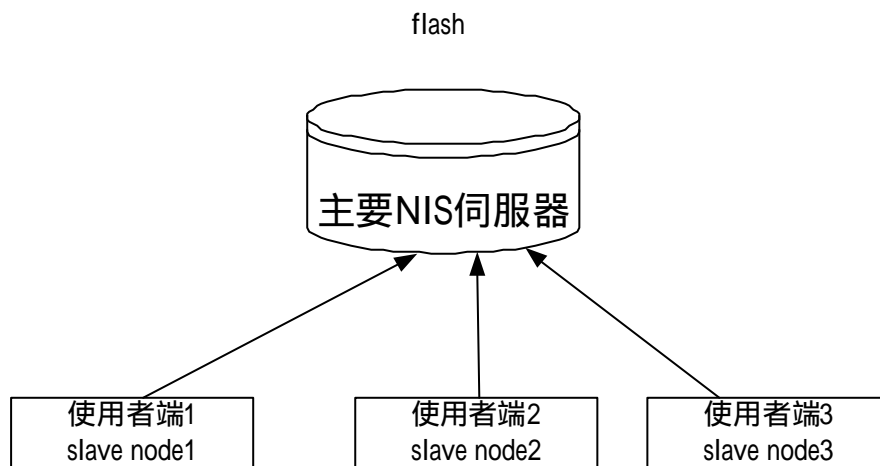 flash
主要NIS伺服器
使用者端1
slave node1
使用者端2
slave node2
使用者端3
slave node3